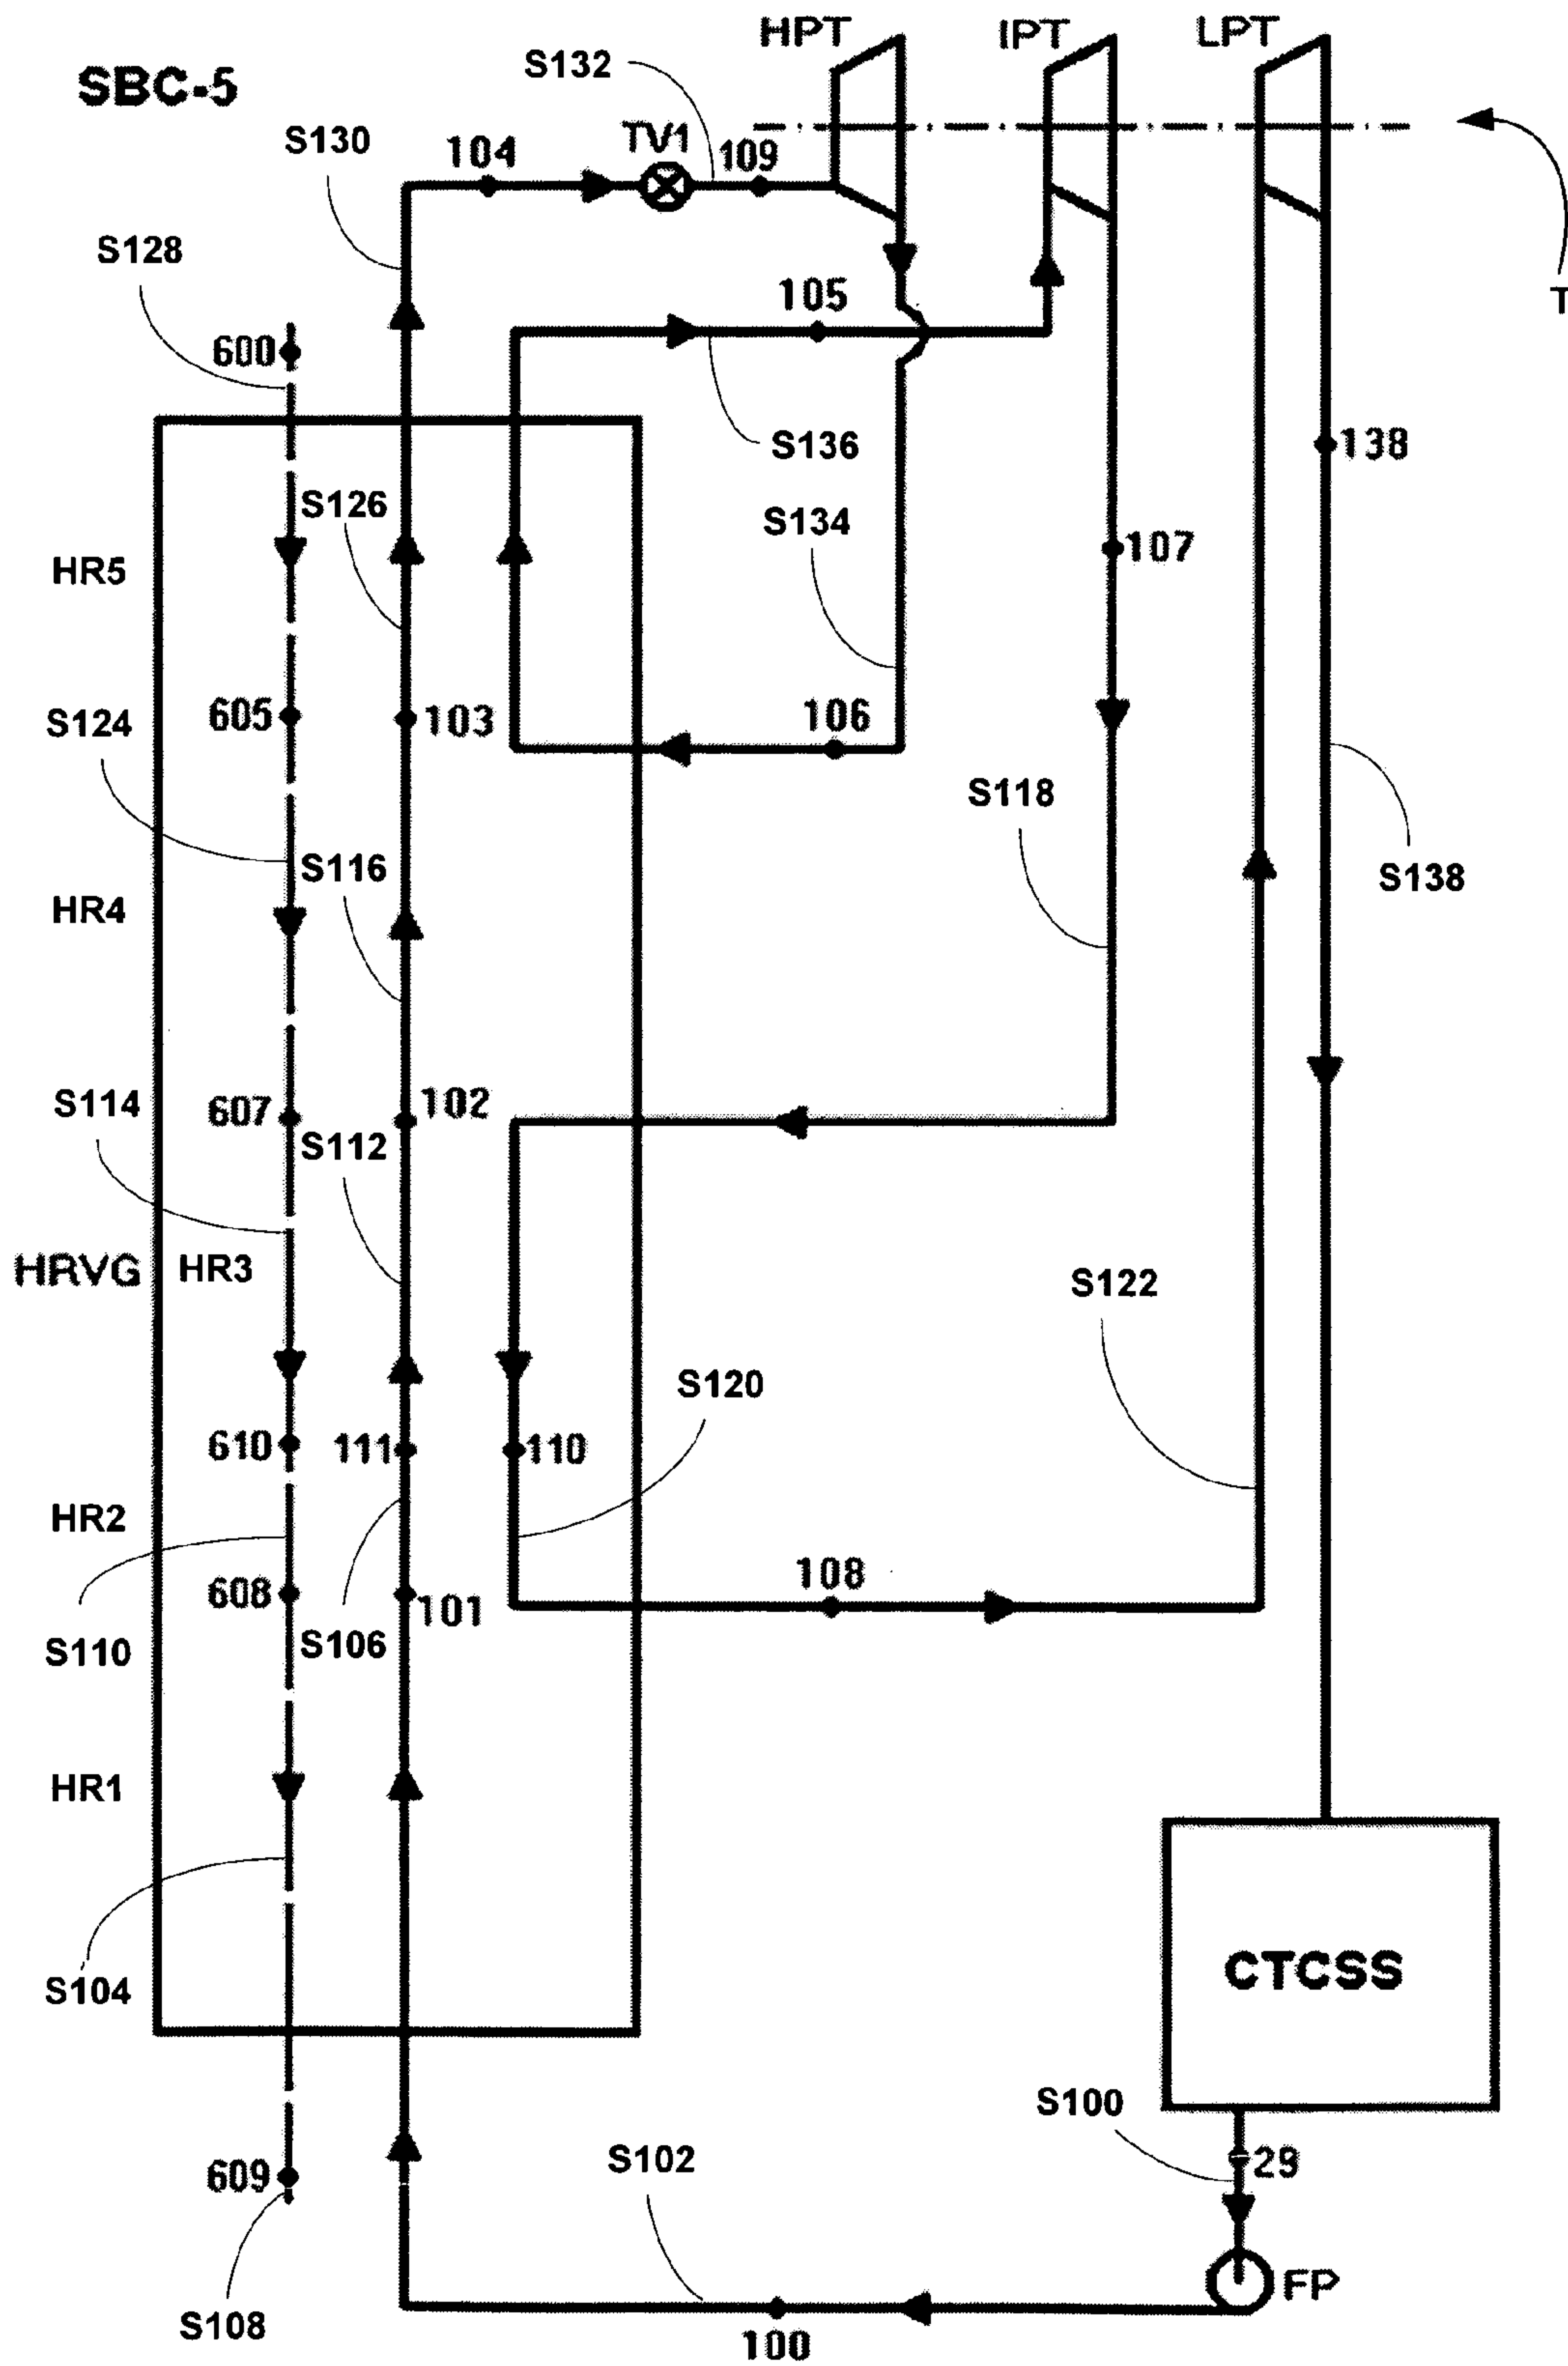 HPT IPT LPT
SBC-5
S132
S130 104 TV1 109
S128
105 T
600
S136 138
S126
S134
HR5 107
S124 605 103 106
S118
S116 S138
HR4
S114 607 102
S112
HRVG HR3 S122
S120
610 111 110
HR2
608 101 108
S110 S106
HR1
CTCSS
S104
S100
609 S102 29
FP
S108
100